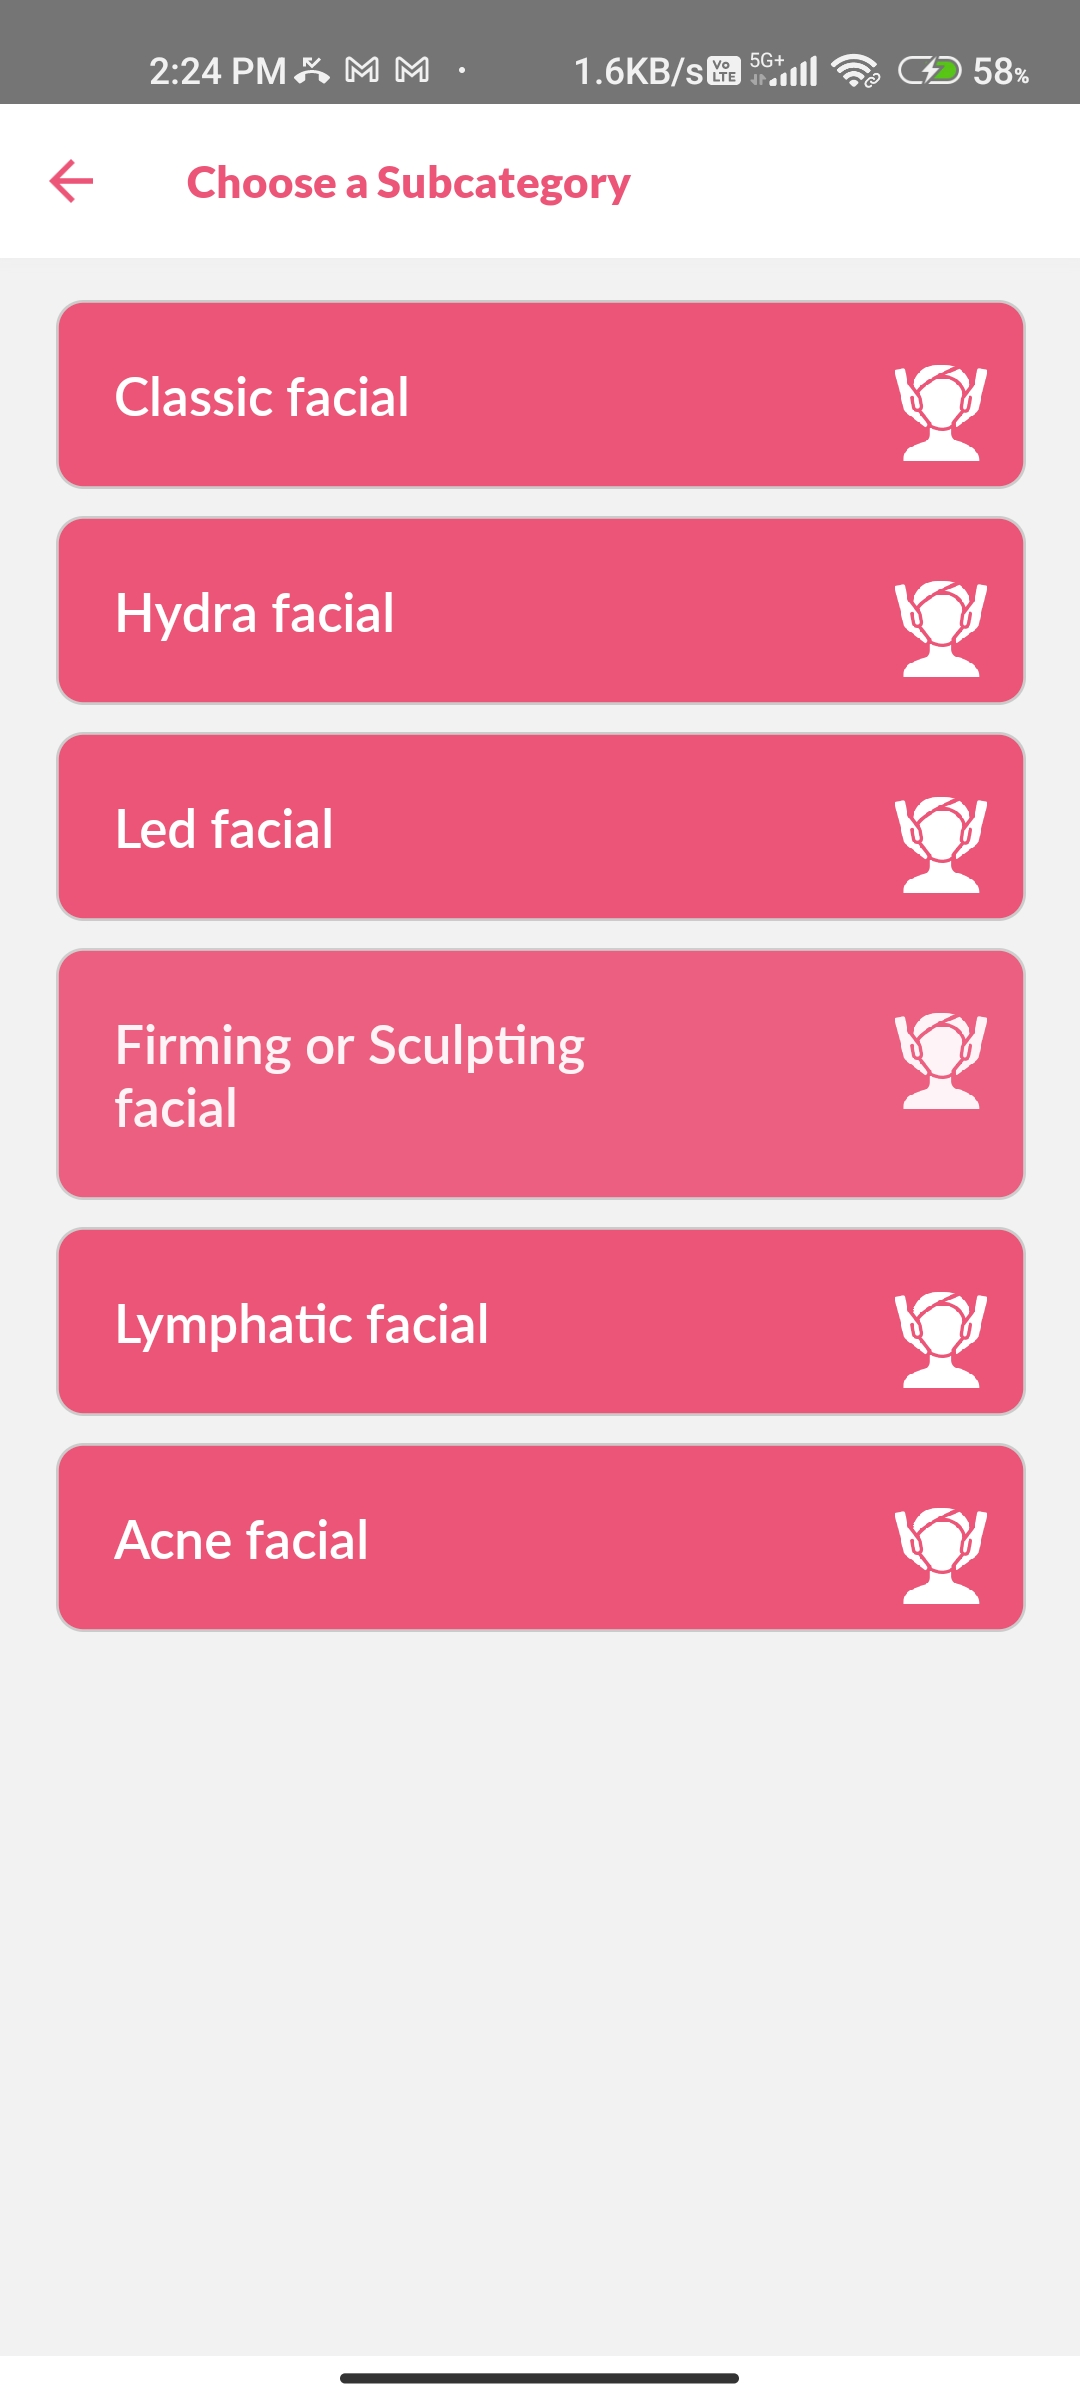 2:24 PM 1.6KB/s Vo LTE 5G+ 58%
Choose a Subcategory
Classic facial
Hydra facial
Led facial
Firming or Sculpting
facial
Lymphatic facial
Acne facial